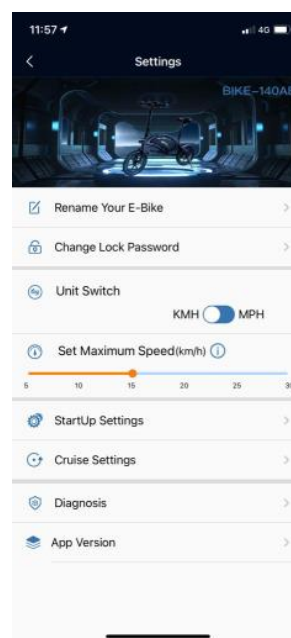 11:57 4G
Settings
BIKE-140AE
Rename Your E-Bike
Change Lock Password
Unit Switch
KMH MPH
Set Maximum Speed(km/h)
5 10 15 20 25
StartUp Settings
Cruise Settings
Diagnosis
App Version